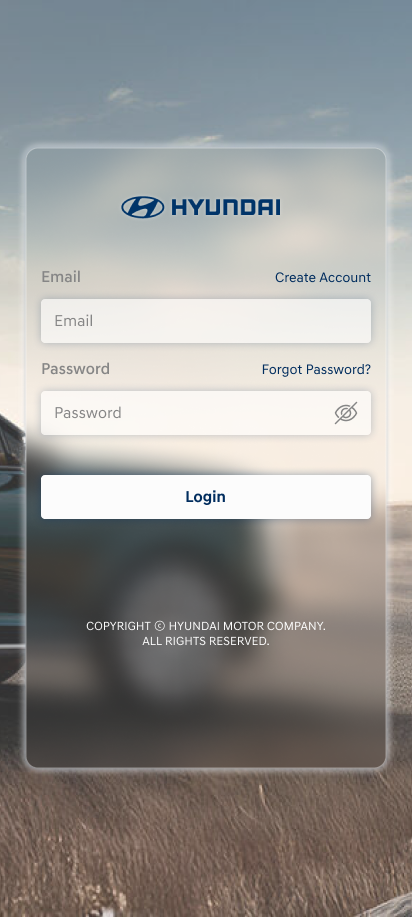 HYUNDAI
Email Create Account
Email
Password Forgot Password?
Password
Login
COPYRIGHT ⓒ HYUNDAI MOTOR COMPANY.
ALL RIGHTS RESERVED.